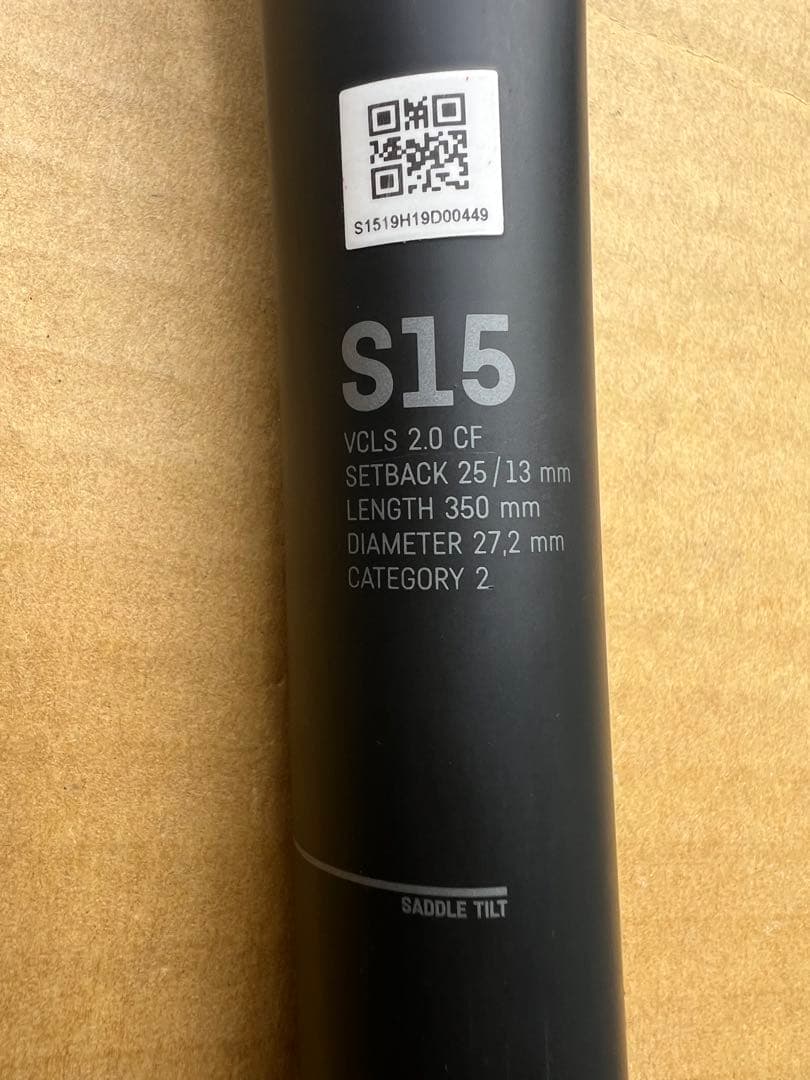 S1519H19D00449
S15
VCLS 2.0 CF
SETBACK 25/13 mm
LENGTH 350 mm
DIAMETER 27,2 mm
CATEGORY 2
SADDLE TILT